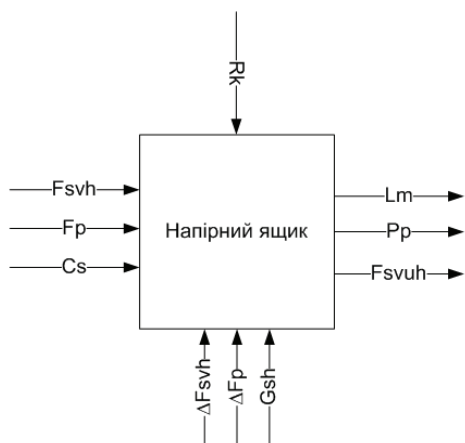 Rk
Fsvh
Fp
Cs
Напірний ящик
Lm
Pp
Fsvuh
ΔFsvh
ΔFp
Gsh